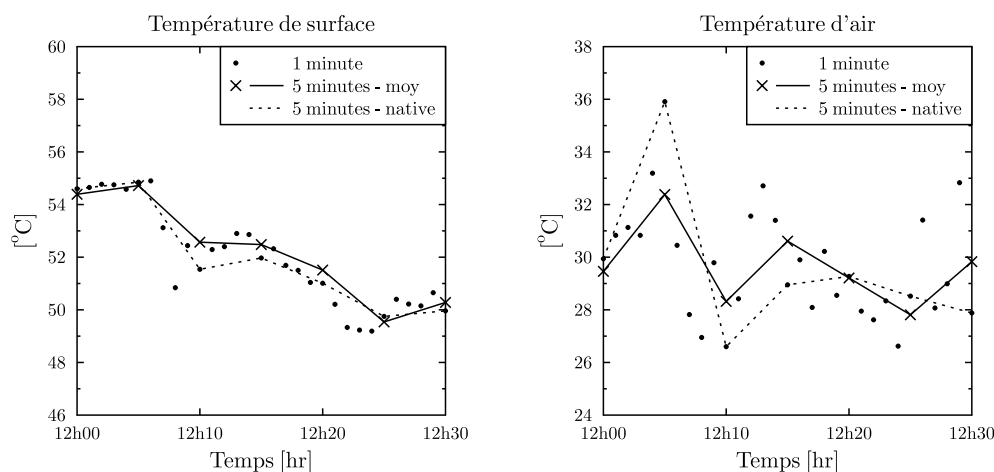 Température de surface
60
58
56
54
52
50
48
46
[°C]
1 minute
5 minutes - moy
5 minutes - native
12h00
12h10
12h20
12h30
Temps [hr]
Température d'air
38
36
34
32
30
28
26
24
[°C]
1 minute
5 minutes - moy
5 minutes - native
12h00
12h10
12h20
12h30
Temps [hr]